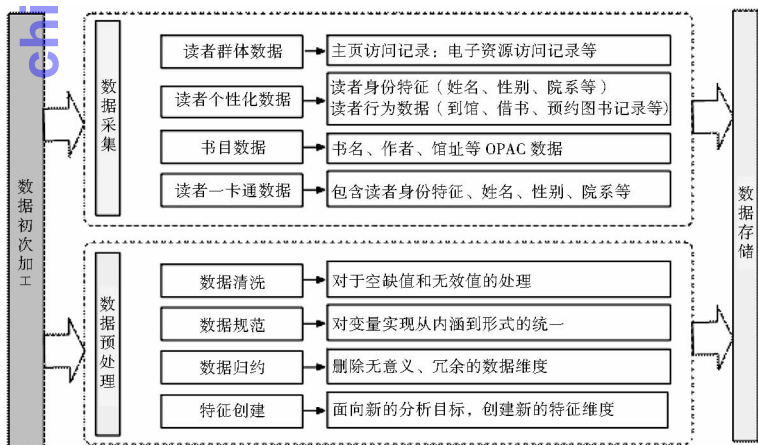 chi
数据初次加工
数据采集
读者群体数据
主页访问记录；电子资源访问记录等
读者个性化数据
读者身份特征（姓名、性别、院系等）
读者行为数据（到馆、借书、预约图书记录等）
书目数据
书名、作者、馆址等 OPAC 数据
读者一卡通数据
包含读者身份特征、姓名、性别、院系等
数据预处理
数据清洗
对于空缺值和无效值的处理
数据规范
对变量实现从内涵到形式的统一
数据归约
删除无意义、冗余的数据维度
特征创建
面向新的分析目标，创建新的特征维度
数据存储